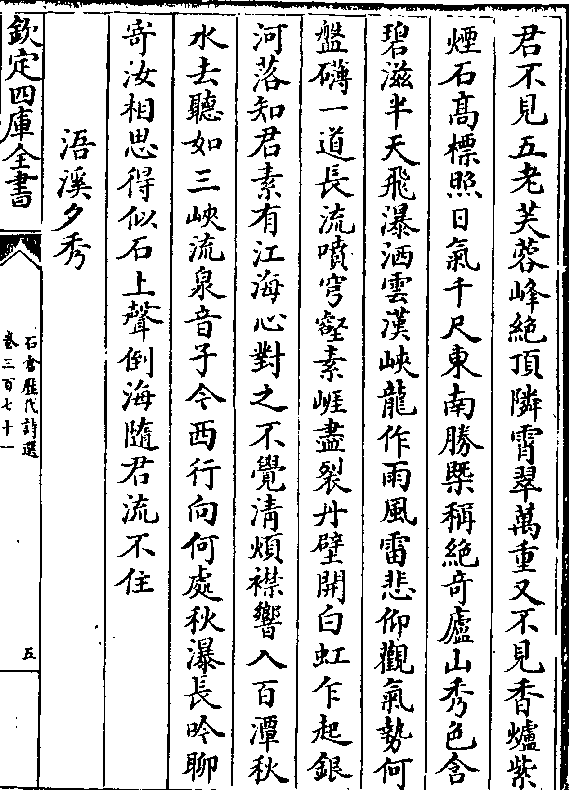 君不見五老芙蓉峰絶頂隣霄翠萬重又不見香爐紫
煙石髙標照日氣千尺東南勝槩稱絶奇廬山秀色含
碧滋半天飛瀑洒雲漢峽龍作雨風雷悲仰觀氣勢何
盤礴一道長流噴穹壑素崕盡裂丹壁開白虹乍起銀
河落知君素有江海心對之不覺清煩襟響入百潭秋
水去聽如三峽流泉音子今西行向何處秋瀑長吟聊
寄汝相思得似石上聲倒海隨君流不住
浯溪夕秀
欽定四庫全書
石倉歴代詩選
卷三百七十一
五